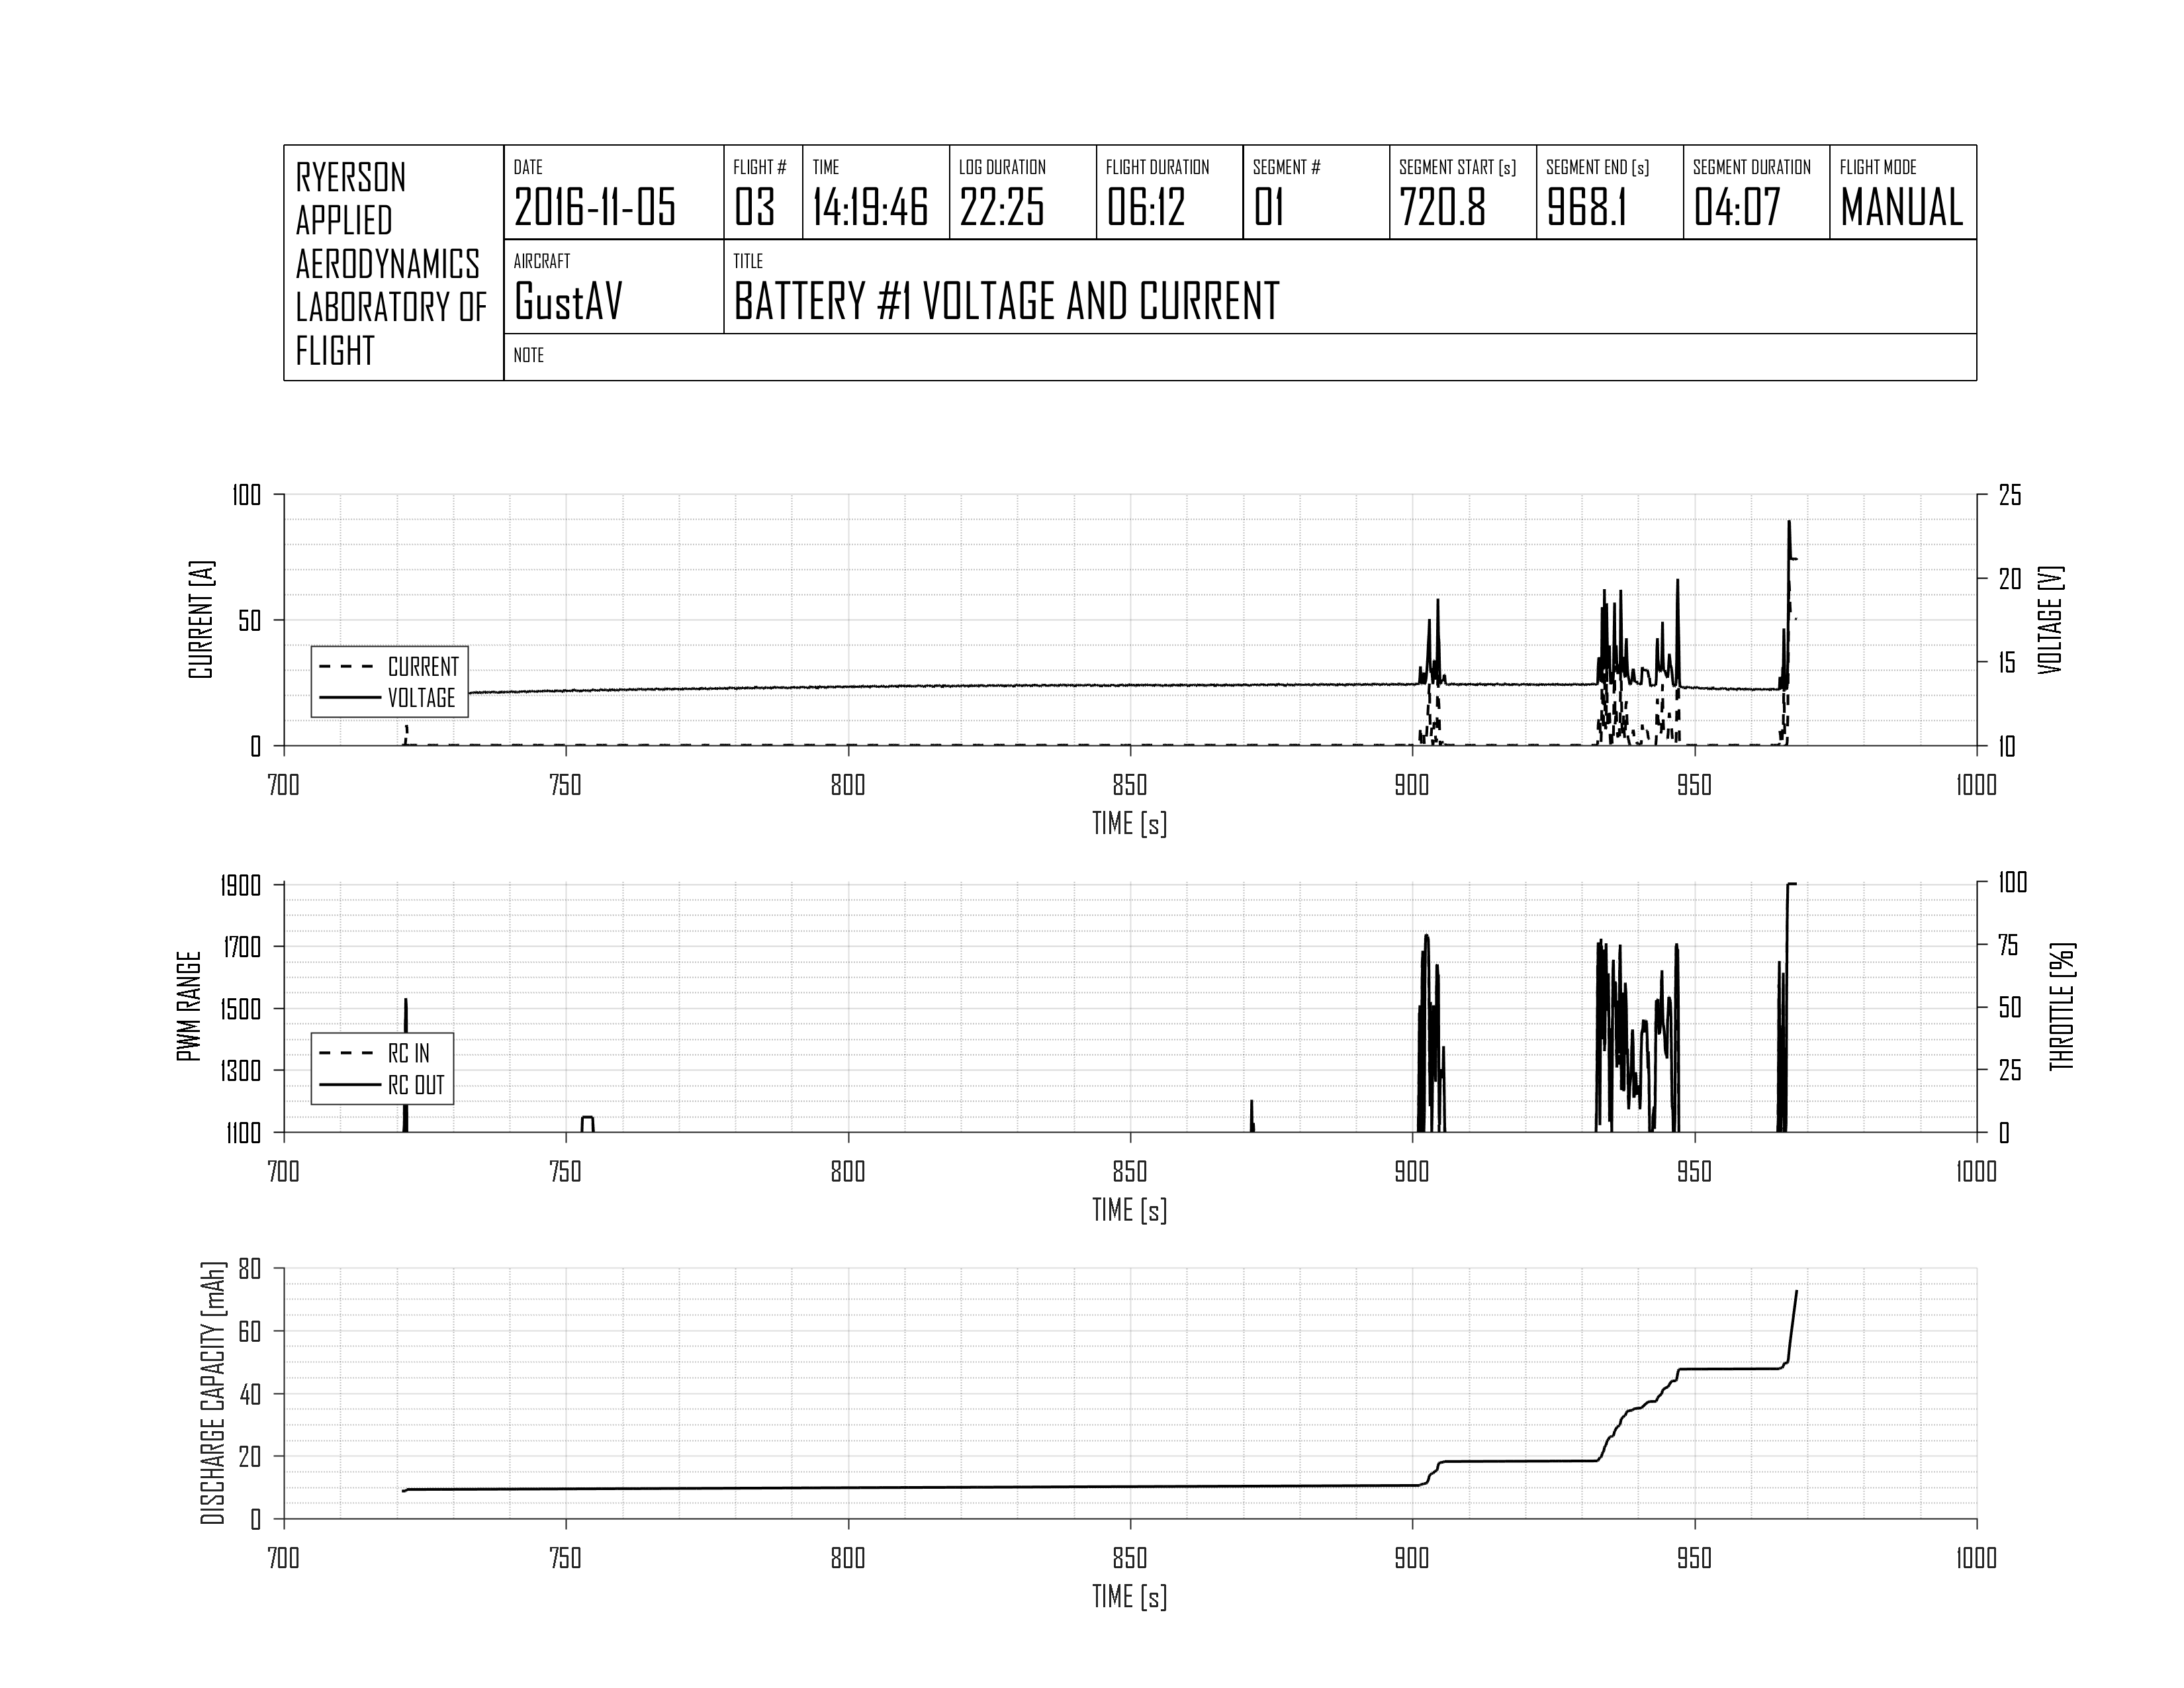 RYERSON
APPLIED
AERODYNAMICS
LABORATORY OF
FLIGHT
DATE
2016-11-05
FLIGHT #
03
TIME
14:19:46
LOG DURATION
22:25
FLIGHT DURATION
06:12
SEGMENT #
01
SEGMENT START [s]
720.8
SEGMENT END [s]
968.1
SEGMENT DURATION
04:07
FLIGHT MODE
MANUAL
AIRCRAFT
GustAV
TITLE
BATTERY #1 VOLTAGE AND CURRENT
NOTE
CURRENT [A]
100
50
0
CURRENT
VOLTAGE
25
20
15
10
VOLTAGE [V]
700 750 800 850 900 950 1000
TIME [s]
PWM RANGE
1900
1700
1500
1300
1100
RC IN
RC OUT
100
75
50
25
0
THROTTLE [%]
700 750 800 850 900 950 1000
TIME [s]
DISCHARGE CAPACITY [mAh]
80
60
40
20
0
700 750 800 850 900 950 1000
TIME [s]